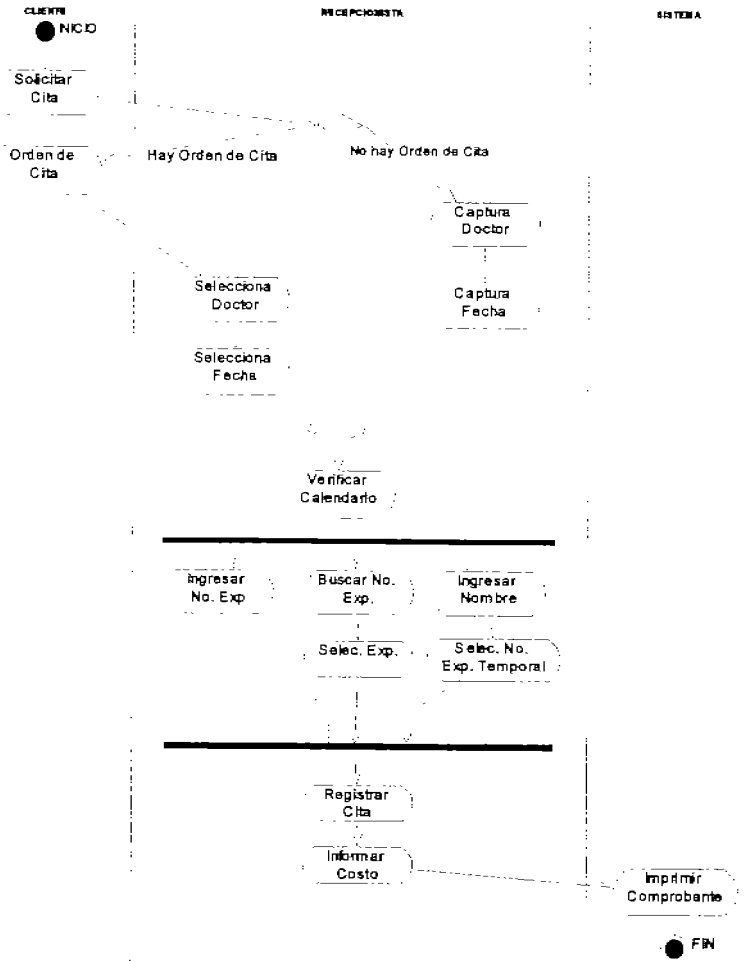 CLIENTE
RECEPCIONISTA
SISTEMA
INICIO
Solicitar
Cita
Orden de
Cita
Hay Orden de Cita
No hay Orden de Cita
Captura
Doctor
Selecciona
Doctor
Captura
Fecha
Selecciona
Fecha
Verificar
Calendario
Ingresar
No. Exp
Buscar No.
Exp.
Ingresar
Nombre
Selec. Exp.
Selec. No.
Exp. Temporal
Registrar
Cita
Informar
Costo
Imprimir
Comprobante
FIN